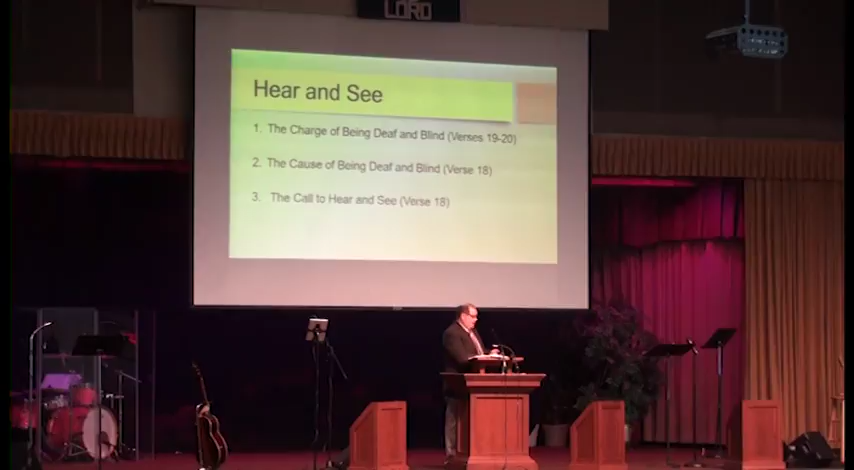 LORD
Hear and See
1. The Charge of Being Deaf and Blind (Verses 19-20)
2. The Cause of Being Deaf and Blind (Verse 18)
3. The Call to Hear and See (Verse 18)